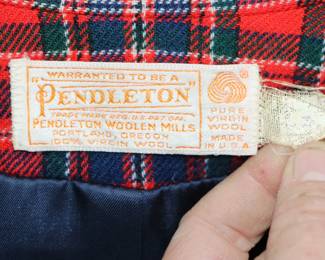 "WARRANTED TO BE A
PENDLETON"
TRADE MARK REG. U.S. PAT. OFF.
PENDLETON WOOLEN MILLS
PORTLAND, OREGON
100% VIRGIN WOOL
PURE
VIRGIN
WOOL
MADE
IN U.S.A.